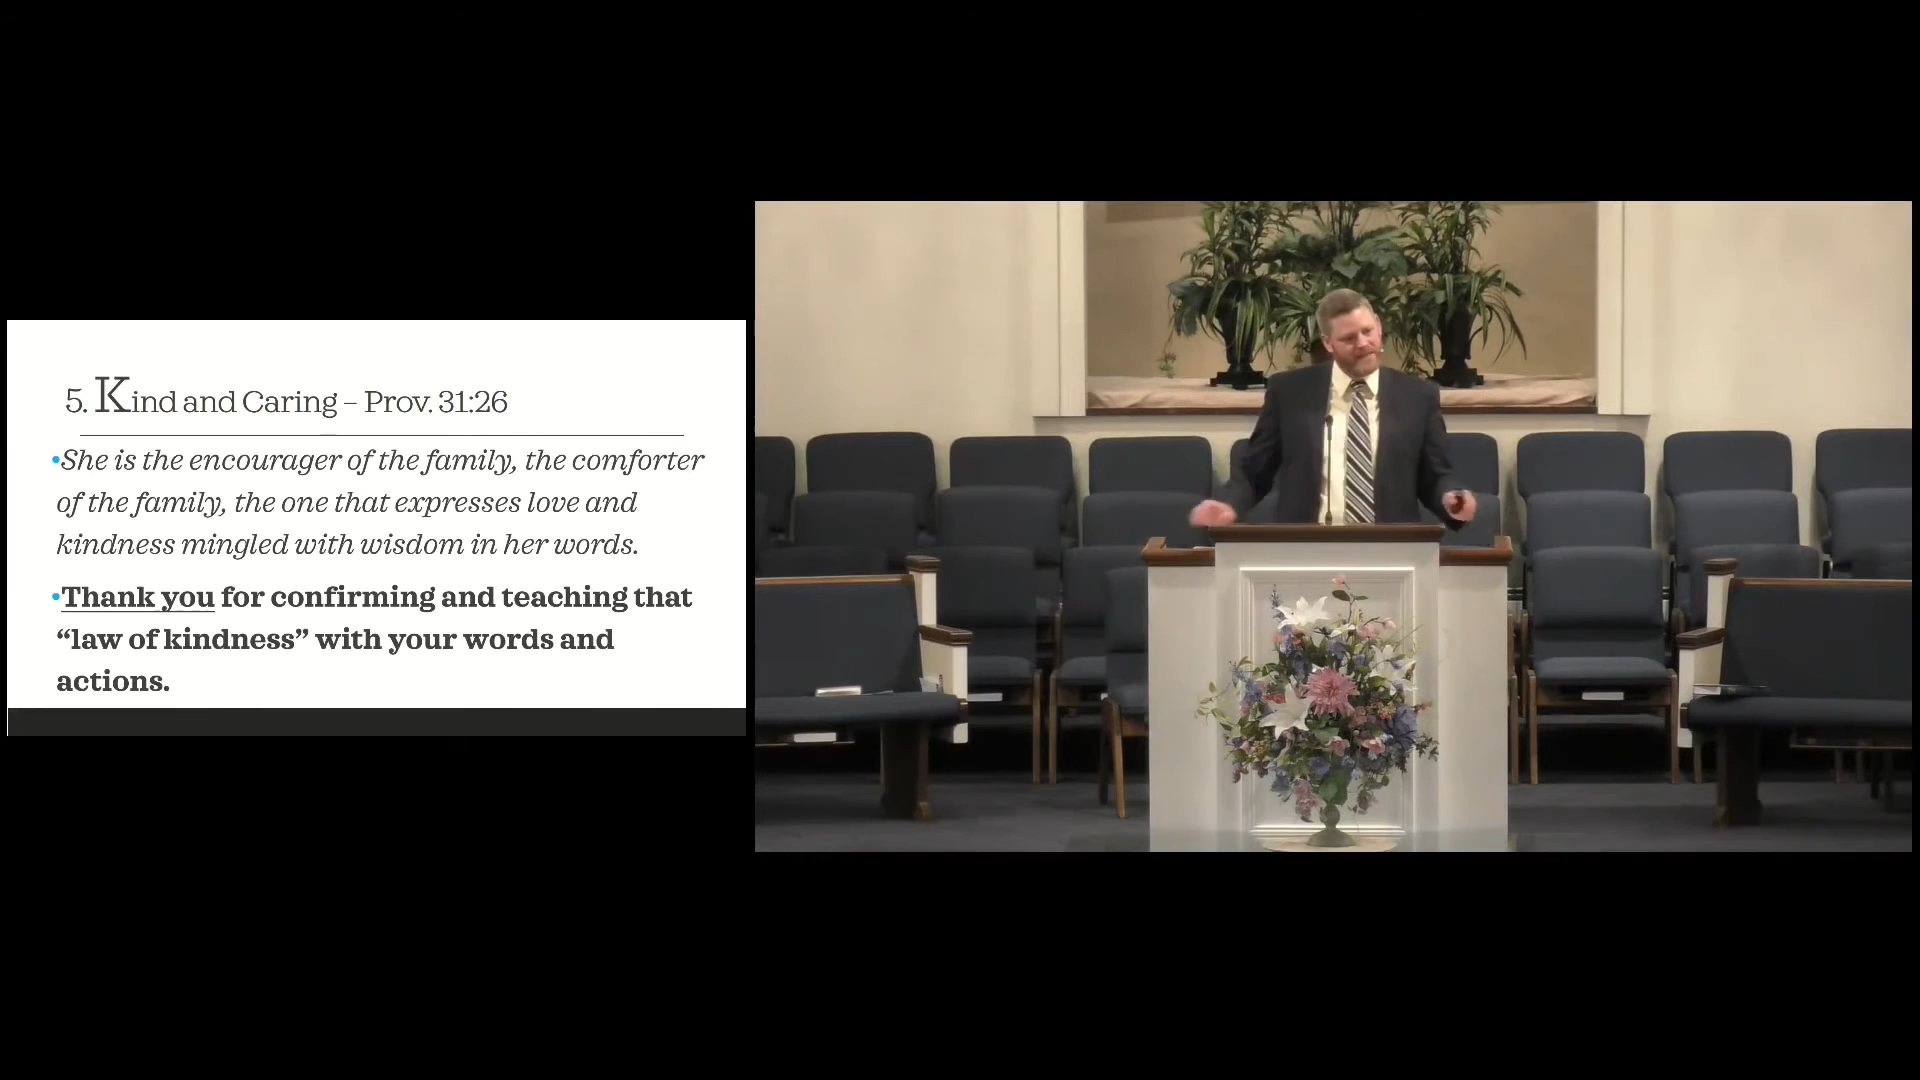 5. Kind and Caring – Prov. 31:26
•She is the encourager of the family, the comforter
of the family, the one that expresses love and
kindness mingled with wisdom in her words.
•Thank you for confirming and teaching that
“law of kindness” with your words and
actions.